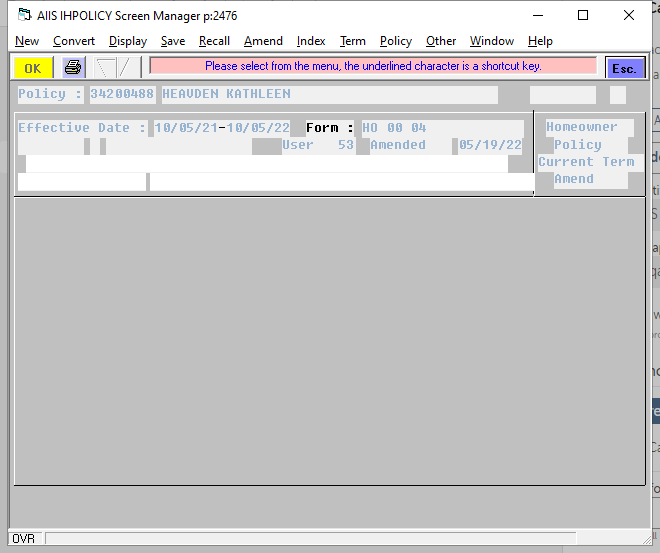 AIIS IHPOLICY Screen Manager p:2476
New Convert Display Save Recall Amend Index Term Policy Other Window Help
OK Please select from the menu, the underlined character is a shortcut key. Esc.
Policy : 34200488 HEAVDEN KATHLEEN
Effective Date : 10/05/21-10/05/22 Form : HO 00 04 Homeowner
User 53 Amended 05/19/22 Policy
Current Term
Amend
OVR